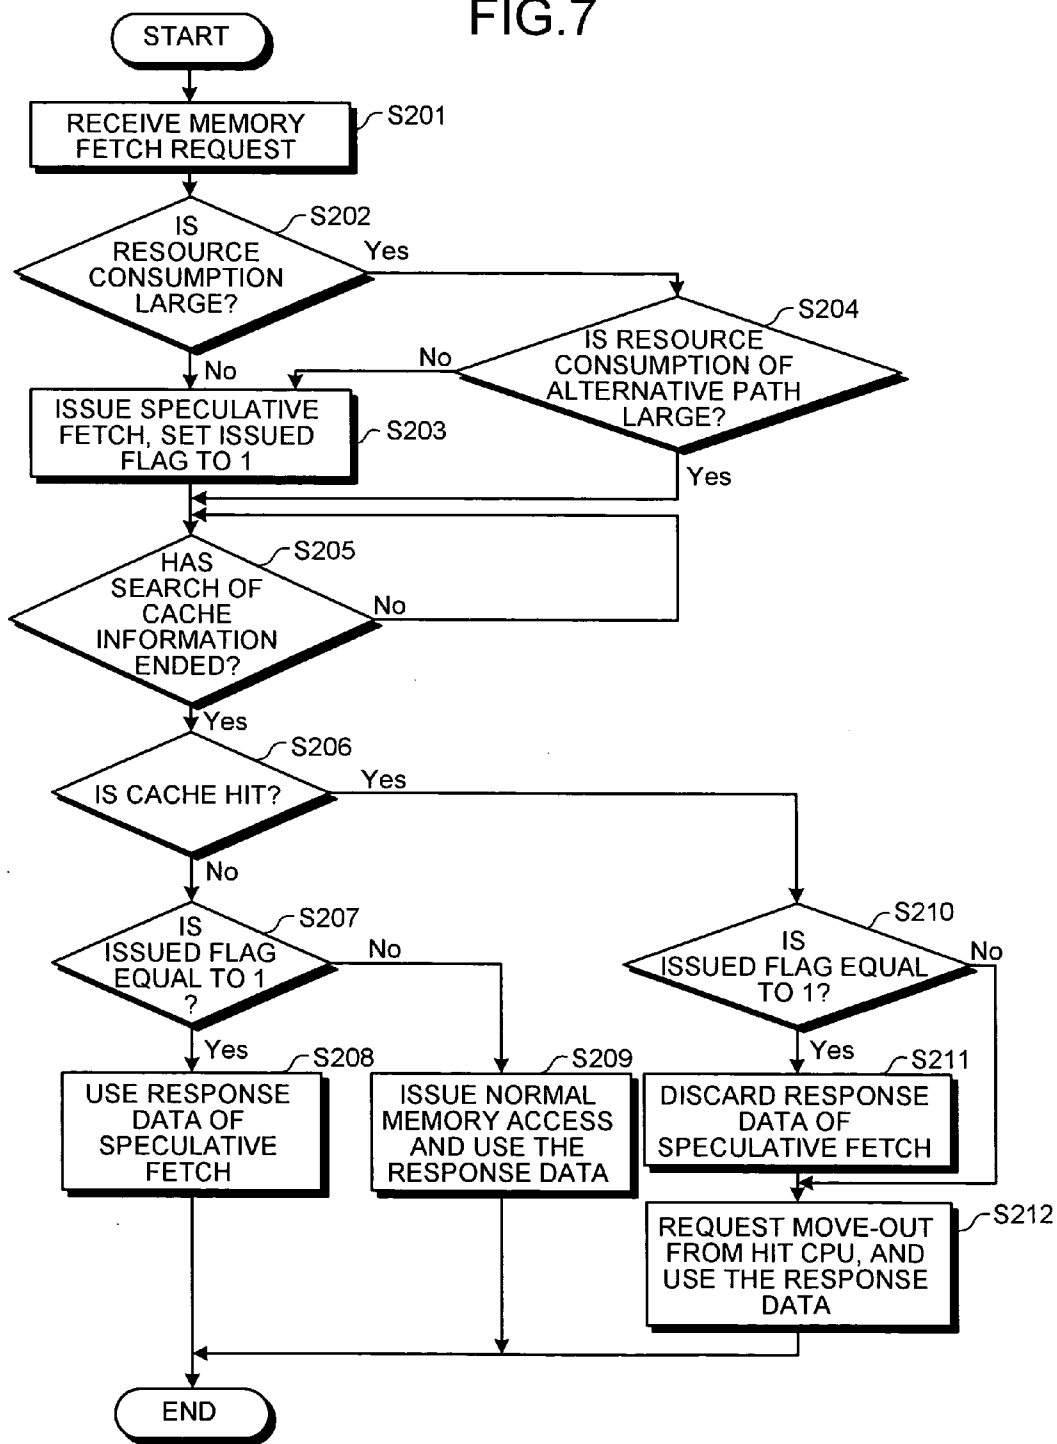 FIG.7
START
RECEIVE MEMORY
FETCH REQUEST
S201
IS
RESOURCE
CONSUMPTION
LARGE?
S202
Yes
No
IS RESOURCE
CONSUMPTION OF
ALTERNATIVE PATH
LARGE?
S204
No
Yes
ISSUE SPECULATIVE
FETCH, SET ISSUED
FLAG TO 1
S203
HAS
SEARCH OF
CACHE
INFORMATION
ENDED?
S205
No
Yes
IS CACHE HIT?
S206
Yes
No
IS
ISSUED FLAG
EQUAL TO 1
?
S207
No
Yes
IS
ISSUED FLAG EQUAL
TO 1?
S210
No
Yes
USE RESPONSE
DATA OF
SPECULATIVE
FETCH
S208
ISSUE NORMAL
MEMORY ACCESS
AND USE THE
RESPONSE DATA
S209
DISCARD RESPONSE
DATA OF
SPECULATIVE FETCH
S211
REQUEST MOVE-OUT
FROM HIT CPU, AND
USE THE RESPONSE
DATA
S212
END